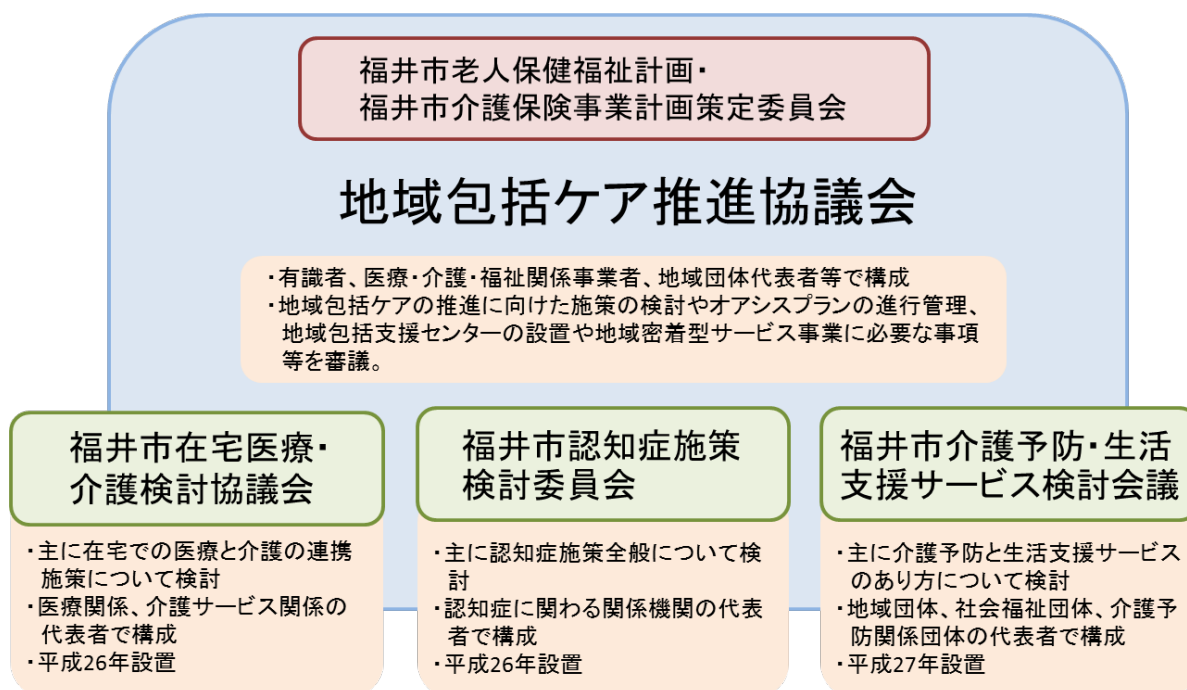 福井市老人保健福祉計画・
福井市介護保険事業計画策定委員会
地域包括ケア推進協議会
・有識者、医療・介護・福祉関係事業者、地域団体代表者等で構成
・地域包括ケアの推進に向けた施策の検討やオアシスプランの進行管理、
地域包括支援センターの設置や地域密着型サービス事業に必要な事項
等を審議。
福井市在宅医療・
介護検討協議会
・主に在宅での医療と介護の連携
施策について検討
・医療関係、介護サービス関係の
代表者で構成
・平成26年設置
福井市認知症施策
検討委員会
・主に認知症施策全般について検
討
・認知症に関わる関係機関の代表
者で構成
・平成26年設置
福井市介護予防・生活
支援サービス検討会議
・主に介護予防と生活支援サービス
のあり方について検討
・地域団体、社会福祉団体、介護予
防関係団体の代表者で構成
・平成27年設置